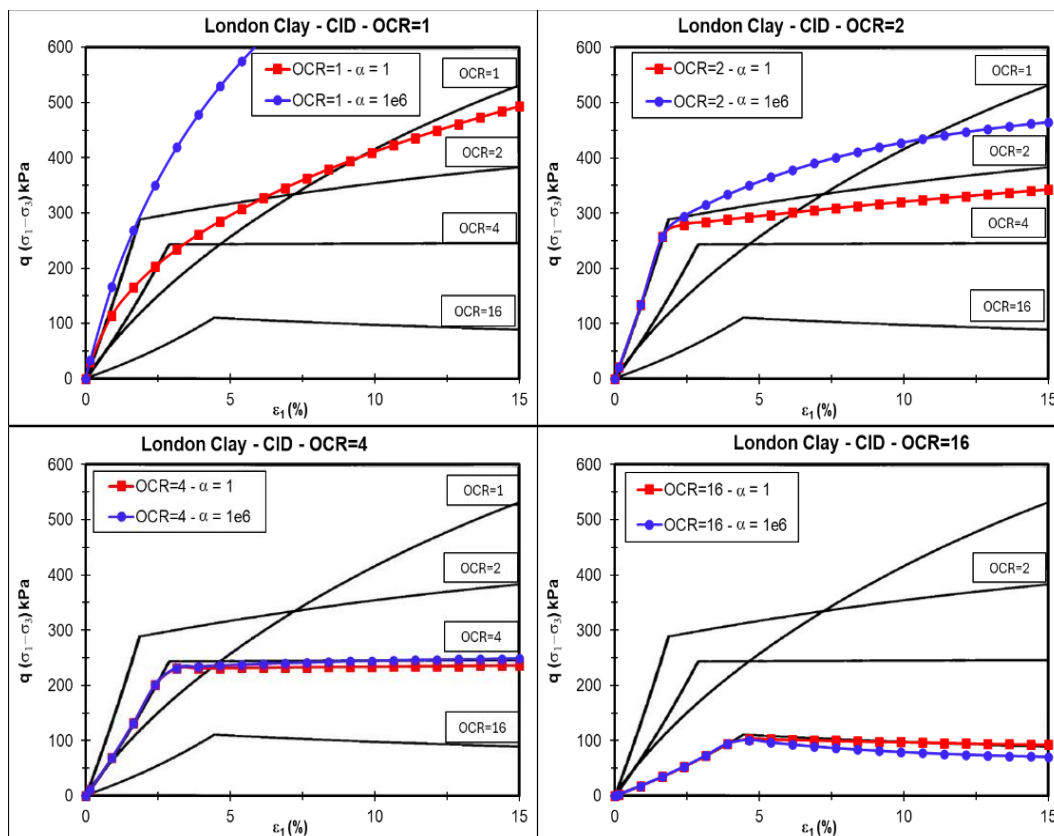 London Clay - CID - OCR=1
600
500
400
300
200
100
0
q (σ₁−σ₃) kPa
OCR=1 - α = 1
OCR=1 - α = 1e6
OCR=1
OCR=2
OCR=4
OCR=16
0
5
10
15
ε₁ (%)
London Clay - CID - OCR=2
600
500
400
300
200
100
0
q (σ₁−σ₃) kPa
OCR=2 - α = 1
OCR=2 - α = 1e6
OCR=1
OCR=2
OCR=4
OCR=16
0
5
10
15
ε₁ (%)
London Clay - CID - OCR=4
600
500
400
300
200
100
0
q (σ₁−σ₃) kPa
OCR=4 - α = 1
OCR=4 - α = 1e6
OCR=1
OCR=2
OCR=4
OCR=16
0
5
10
15
ε₁ (%)
London Clay - CID - OCR=16
600
500
400
300
200
100
0
q (σ₁−σ₃) kPa
OCR=16 - α = 1
OCR=16 - α = 1e6
OCR=2
0
5
10
15
ε₁ (%)